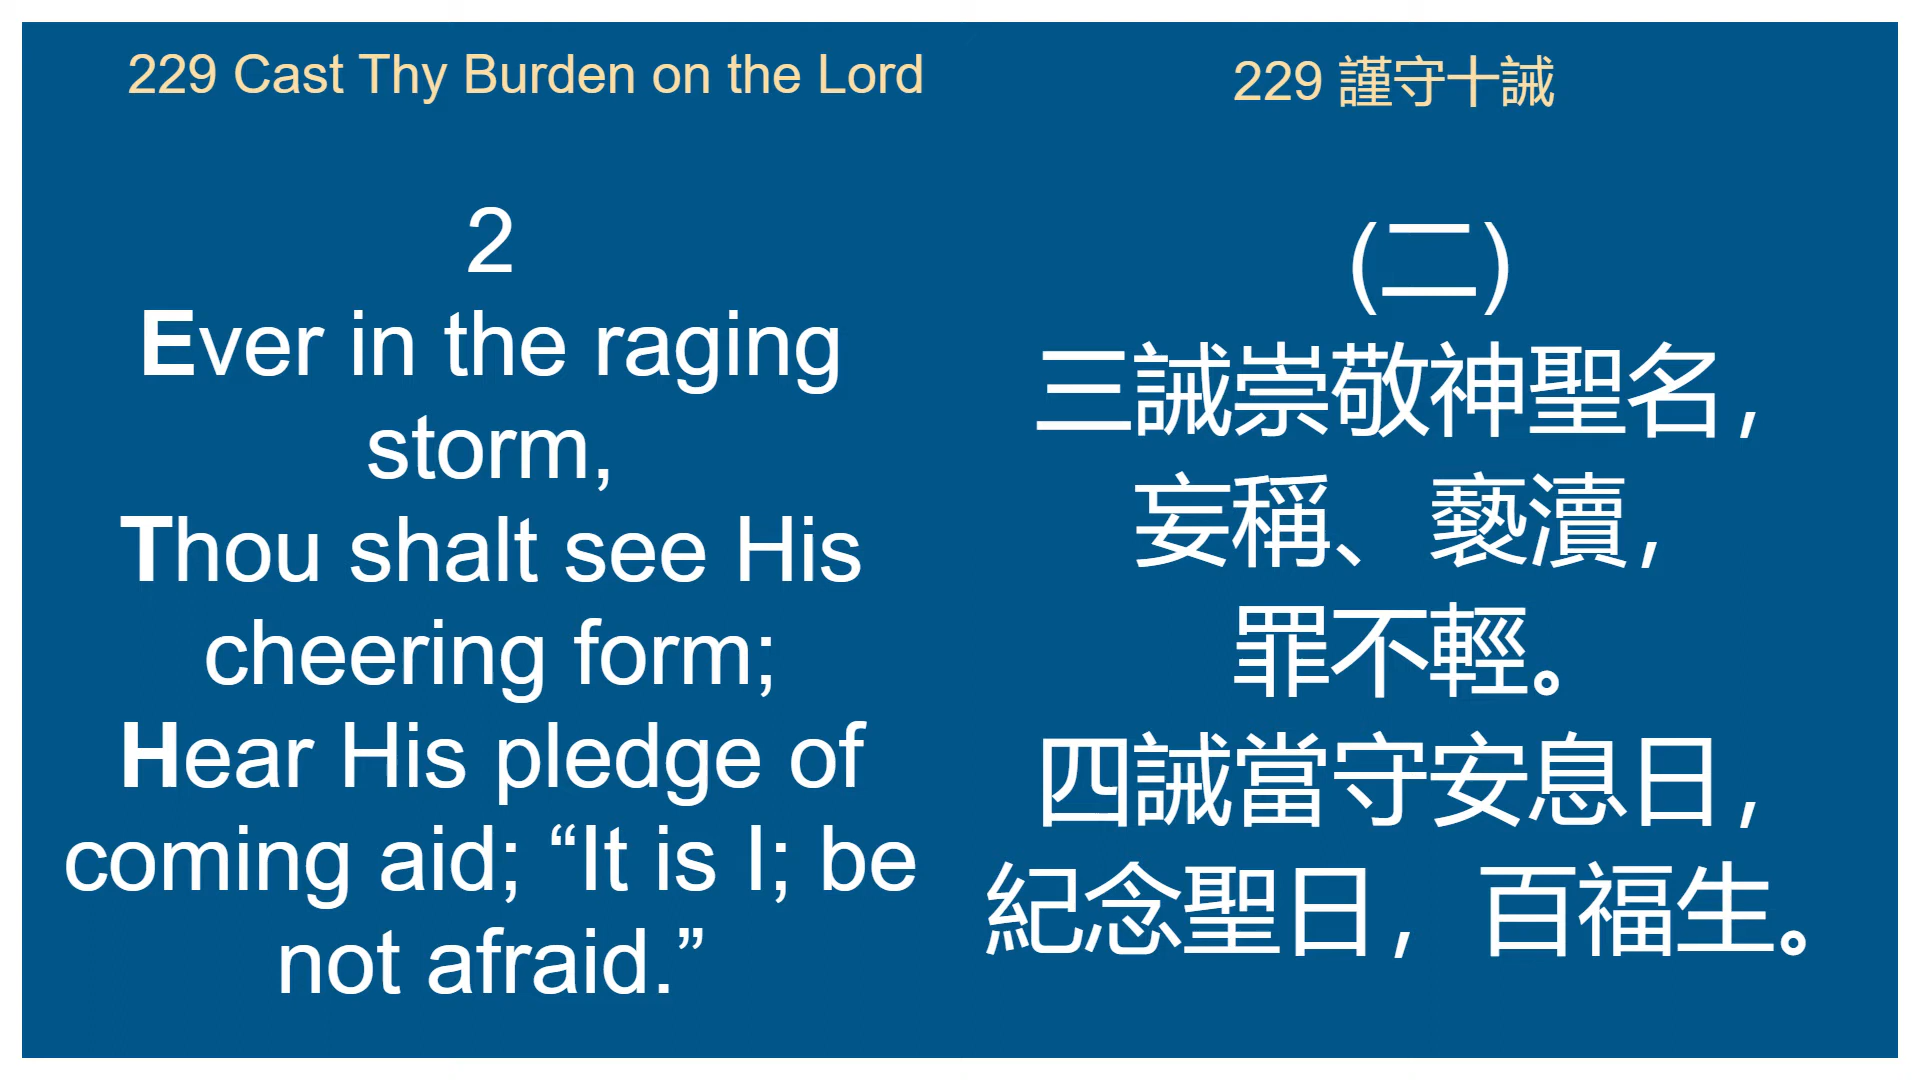 229 Cast Thy Burden on the Lord
2
Ever in the raging
storm,
Thou shalt see His
cheering form;
Hear His pledge of
coming aid; “It is I; be
not afraid.”
229 謹守十誡
(二)
三誡崇敬神聖名，
妄稱、褻瀆，
罪不輕。
四誡當守安息日，
紀念聖日，百福生。